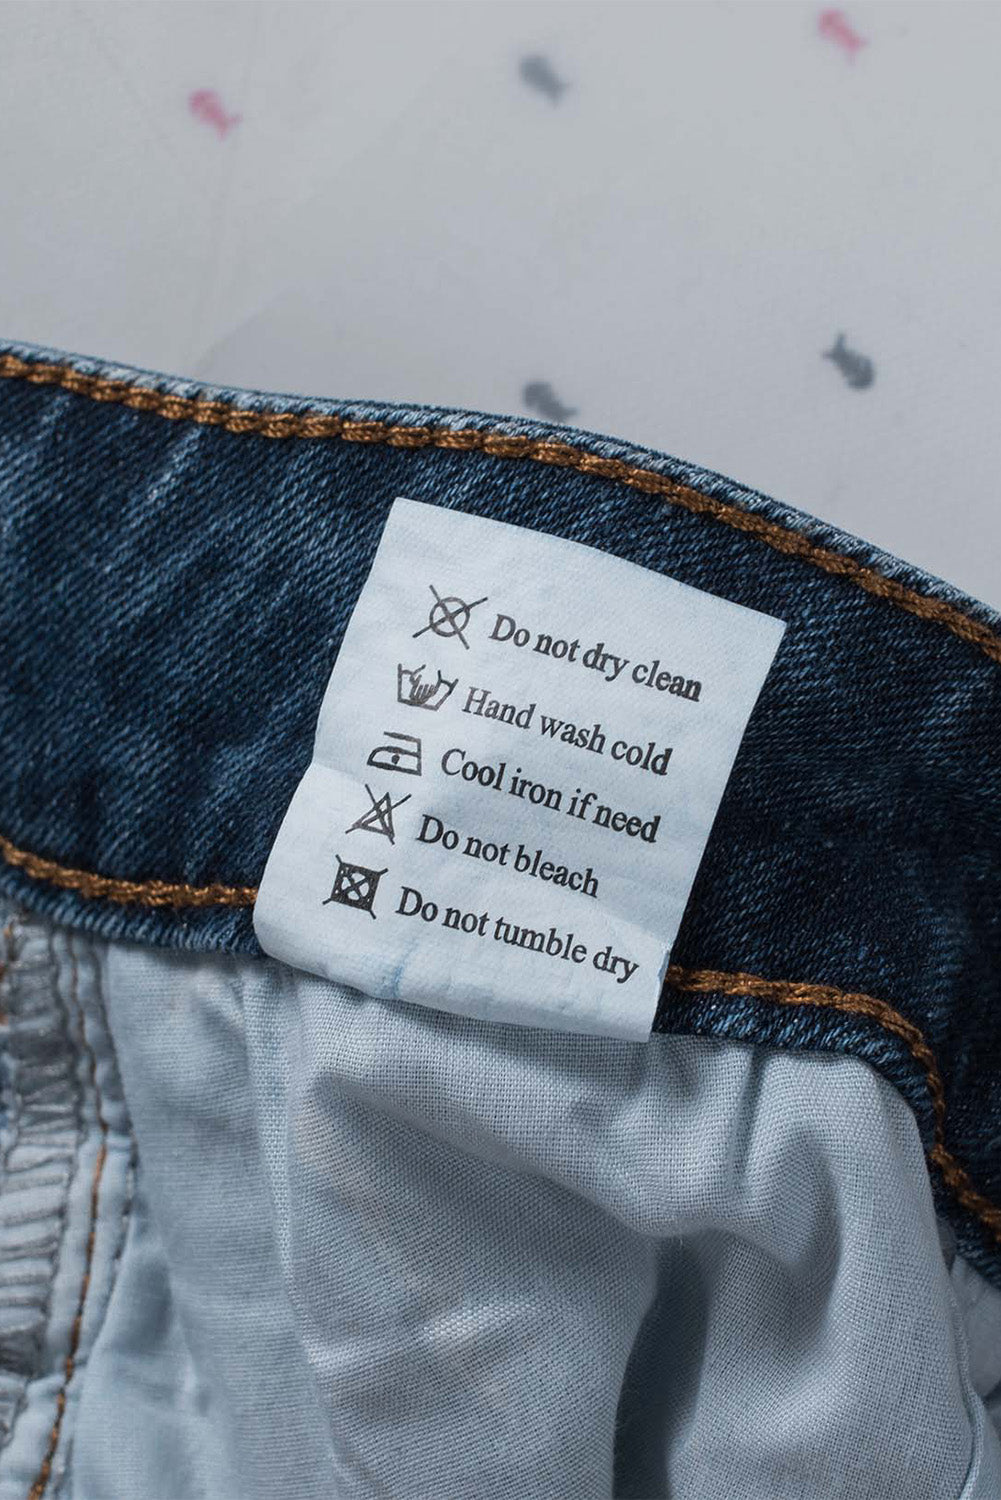 Do not dry clean
Hand wash cold
Cool iron if need
Do not bleach
Do not tumble dry